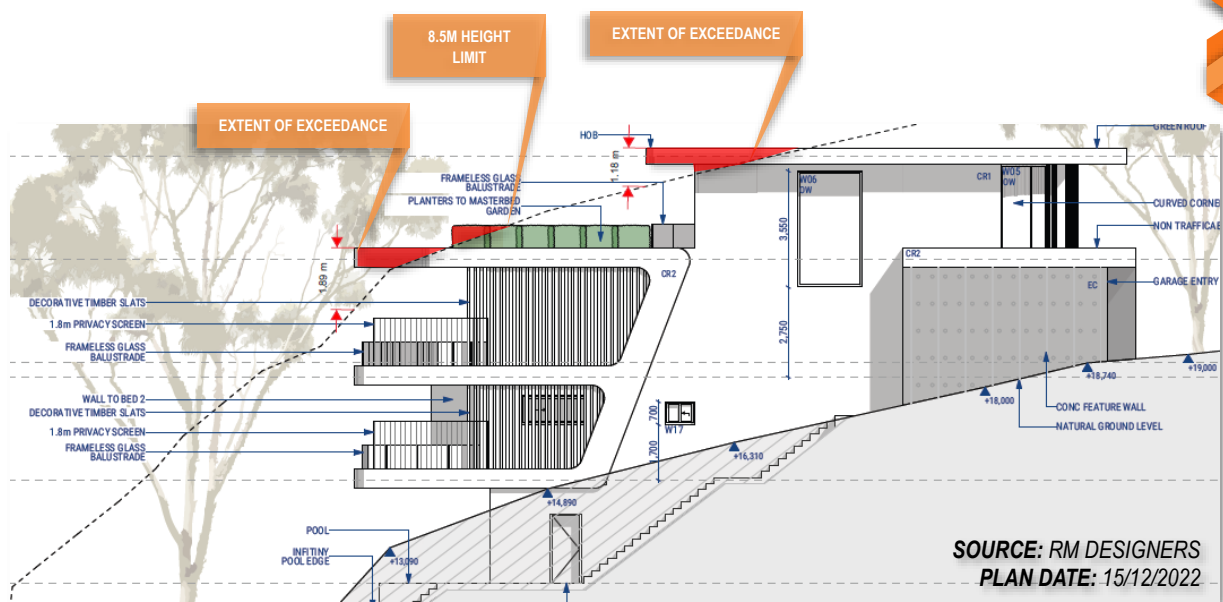 8.5M HEIGHT
LIMIT
EXTENT OF EXCEEDANCE
EXTENT OF EXCEEDANCE
HOB
GREEN ROOF
1.18 m
FRAMELESS GLASS
BALUSTRADE
PLANTERS TO MASTERBED
GARDEN
W06
OW
CR1
W05
OW
CURVED CORNE
3,550
NON TRAFFICAB
1.89 m
CR2
CR2
EC
GARAGE ENTRY
DECORATIVE TIMBER SLATS
1.8m PRIVACY SCREEN
FRAMELESS GLASS
BALUSTRADE
2,750
+19,000
+18,740
WALL TO BED 2
DECORATIVE TIMBER SLATS
+18,000
CONC FEATURE WALL
NATURAL GROUND LEVEL
700
W17
1.8m PRIVACY SCREEN
FRAMELESS GLASS
BALUSTRADE
1,700
+16,310
+14,890
POOL
INFITINY
POOL EDGE
+13,090
SOURCE: RM DESIGNERS
PLAN DATE: 15/12/2022